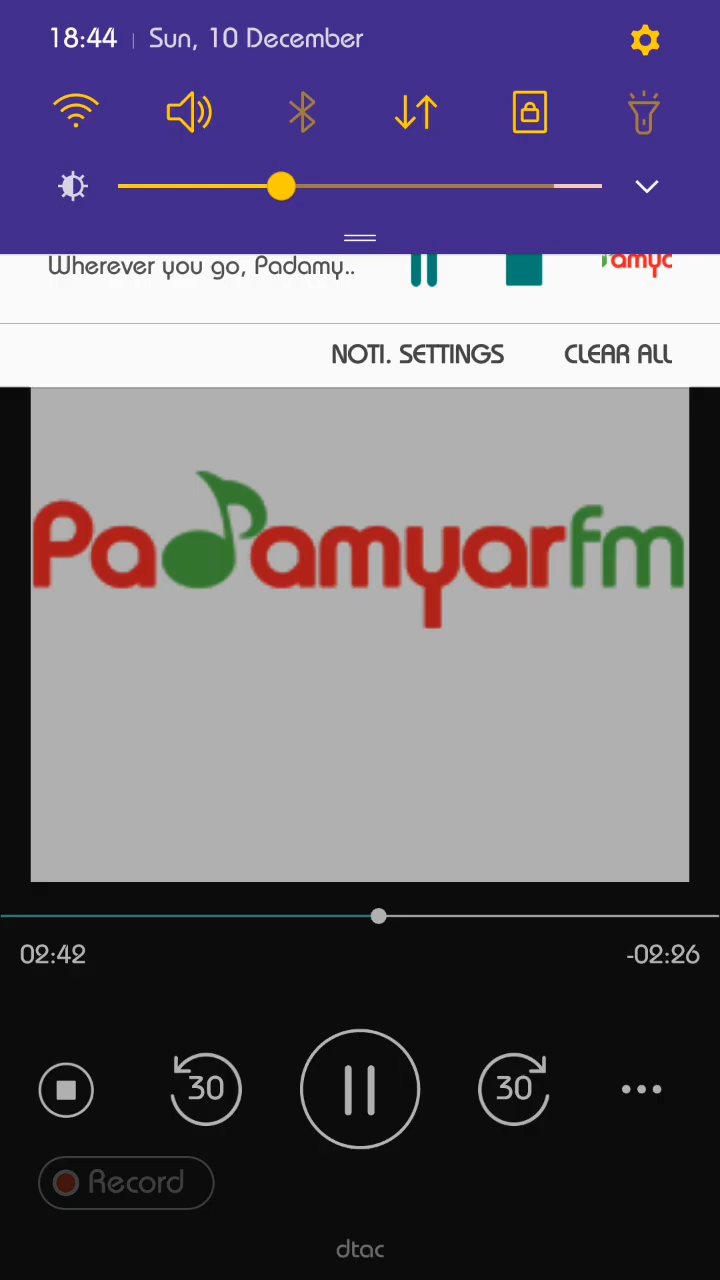 18:44 | Sun, 10 December
Wherever you go, Padamy..
amyc
NOTI. SETTINGS CLEAR ALL
Padamyarfm
02:42 -02:26
30 30
Record
dtac